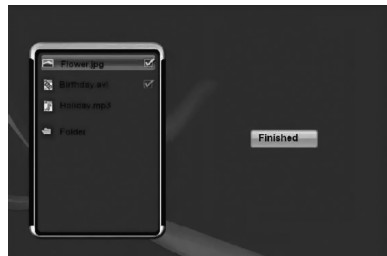 Flower.jpg
Birthday.avi
Holiday.mp3
Folder
Finished